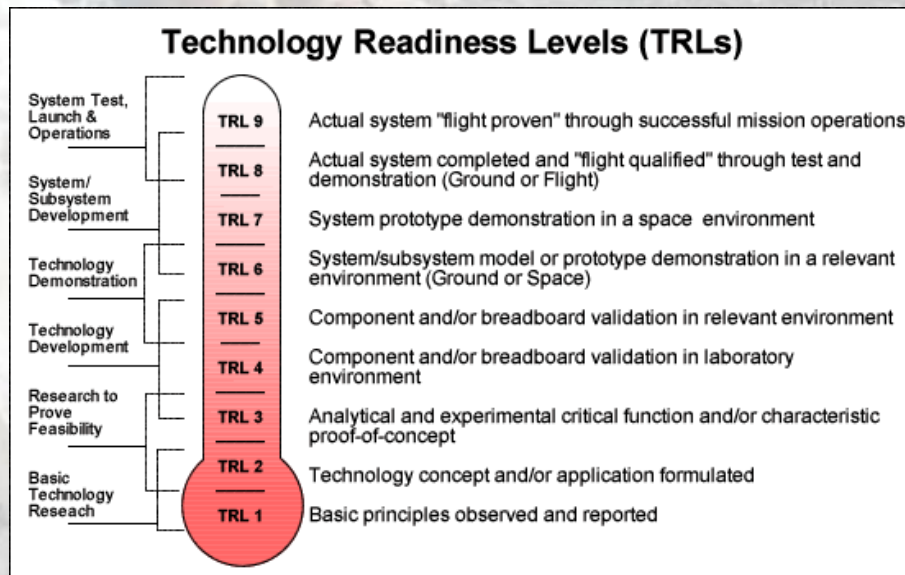 Technology Readiness Levels (TRLs)
System Test,
Launch &
Operations
System/
Subsystem
Development
Technology
Demonstration
Technology
Development
Research to
Prove
Feasibility
Basic
Technology
Reseach
TRL 9
Actual system "flight proven" through successful mission operations
TRL 8
Actual system completed and "flight qualified" through test and
demonstration (Ground or Flight)
TRL 7
System prototype demonstration in a space environment
TRL 6
System/subsystem model or prototype demonstration in a relevant
environment (Ground or Space)
TRL 5
Component and/or breadboard validation in relevant environment
TRL 4
Component and/or breadboard validation in laboratory
environment
TRL 3
Analytical and experimental critical function and/or characteristic
proof-of-concept
TRL 2
Technology concept and/or application formulated
TRL 1
Basic principles observed and reported